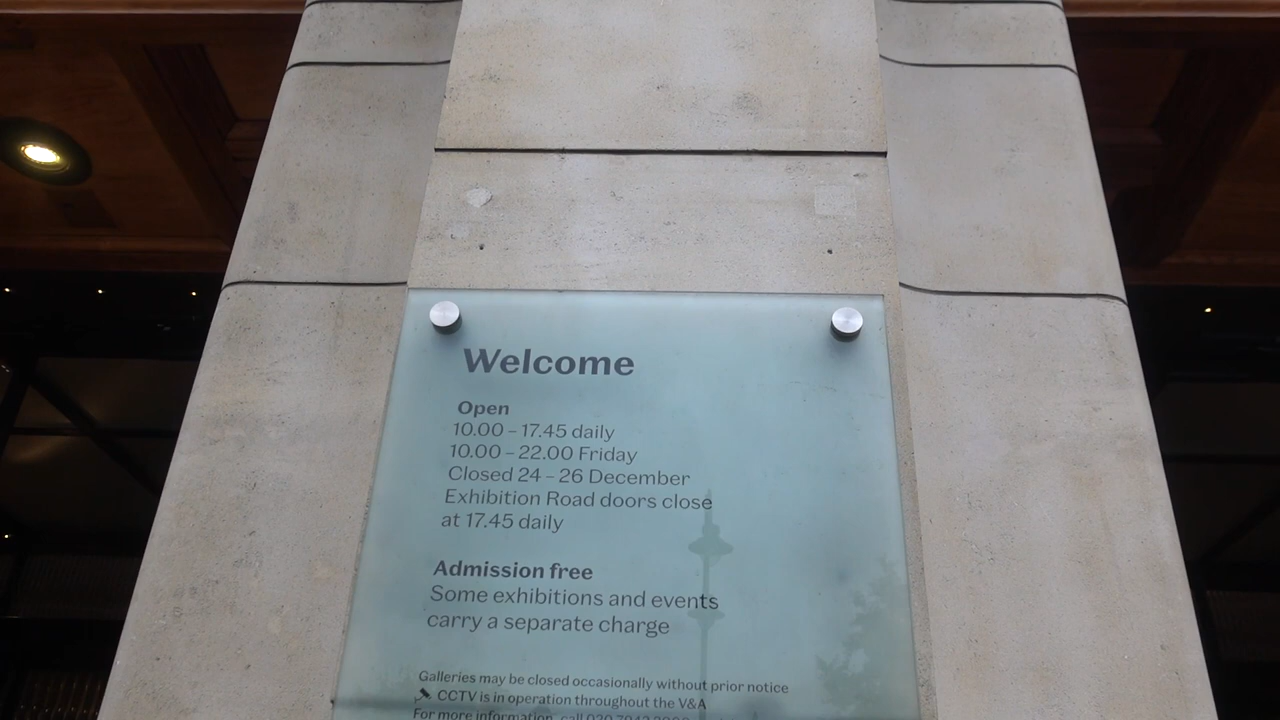 Welcome
Open
10.00 – 17.45 daily
10.00 – 22.00 Friday
Closed 24 – 26 December
Exhibition Road doors close
at 17.45 daily
Admission free
Some exhibitions and events
carry a separate charge
Galleries may be closed occasionally without prior notice
CCTV is in operation throughout the V&A
For more information, call 020 7942